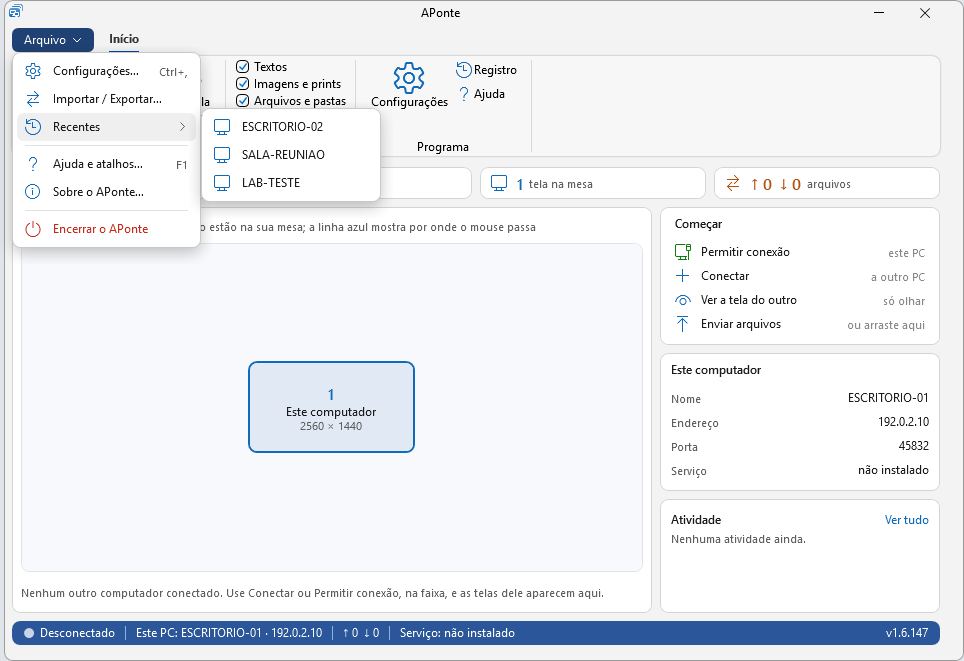 APonte
Arquivo
Início
Configurações... Ctrl+,
Importar / Exportar...
Recentes
Ajuda e atalhos... F1
Sobre o APonte...
Encerrar o APonte
ESCRITORIO-02
SALA-REUNIAO
LAB-TESTE
Textos
Imagens e prints
Arquivos e pastas
Configurações
Registro
Ajuda
Programa
1 tela na mesa
↑ 0 ↓ 0 arquivos
estão na sua mesa; a linha azul mostra por onde o mouse passa
1
Este computador
2560 × 1440
Nenhum outro computador conectado. Use Conectar ou Permitir conexão, na faixa, e as telas dele aparecem aqui.
Começar
Permitir conexão este PC
Conectar a outro PC
Ver a tela do outro só olhar
Enviar arquivos ou arraste aqui
Este computador
Nome ESCRITORIO-01
Endereço 192.0.2.10
Porta 45832
Serviço não instalado
Atividade Ver tudo
Nenhuma atividade ainda.
Desconectado Este PC: ESCRITORIO-01 · 192.0.2.10 ↑ 0 ↓ 0 Serviço: não instalado v1.6.147